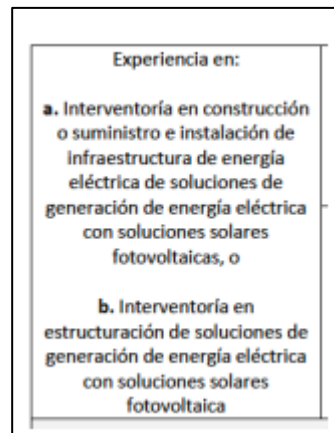 Experiencia en:
a. Interventoría en construcción
o suministro e instalación de
infraestructura de energía
eléctrica de soluciones de
generación de energía eléctrica
con soluciones solares
fotovoltaicas, o
b. Interventoría en
estructuración de soluciones de
generación de energía eléctrica
con soluciones solares
fotovoltaica